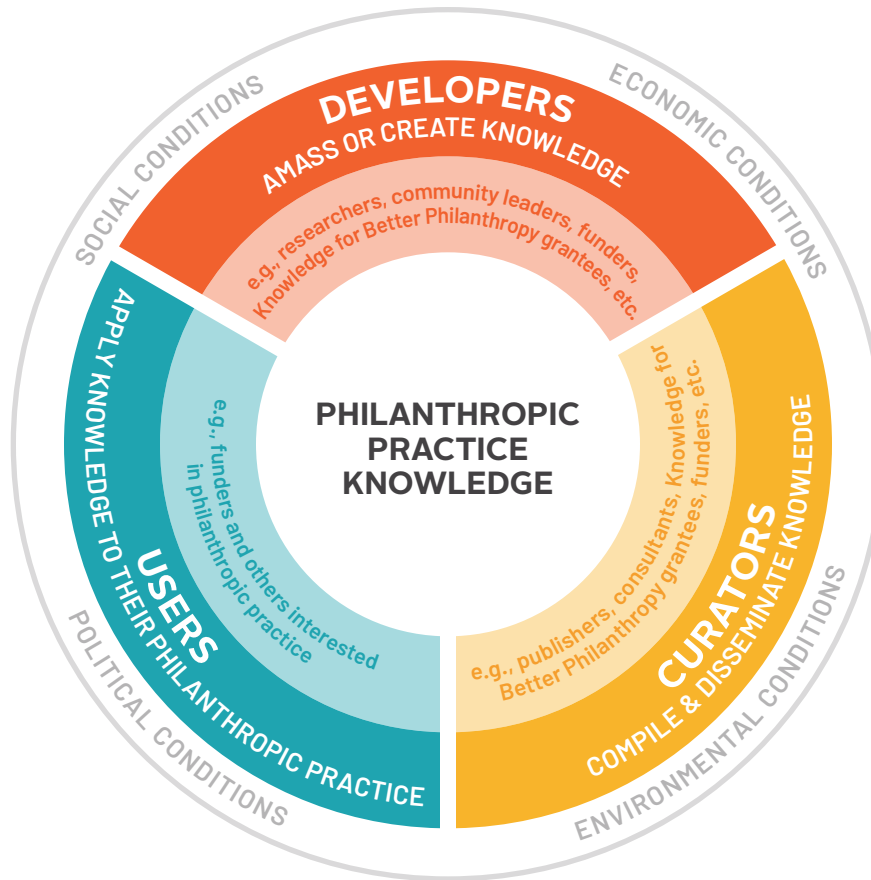 SOCIAL CONDITIONS
ECONOMIC CONDITIONS
DEVELOPERS
AMASS OR CREATE KNOWLEDGE
e.g., researchers, community leaders, funders,
Knowledge for Better Philanthropy grantees, etc.
PHILANTHROPIC
PRACTICE
KNOWLEDGE
e.g., publishers, consultants, Knowledge for
Better Philanthropy grantees, funders, etc.
CURATORS
COMPILE & DISSEMINATE KNOWLEDGE
ENVIRONMENTAL CONDITIONS
e.g., funders and others interested
in philanthropic practice
USERS
APPLY KNOWLEDGE TO THEIR PHILANTHROPIC PRACTICE
POLITICAL CONDITIONS